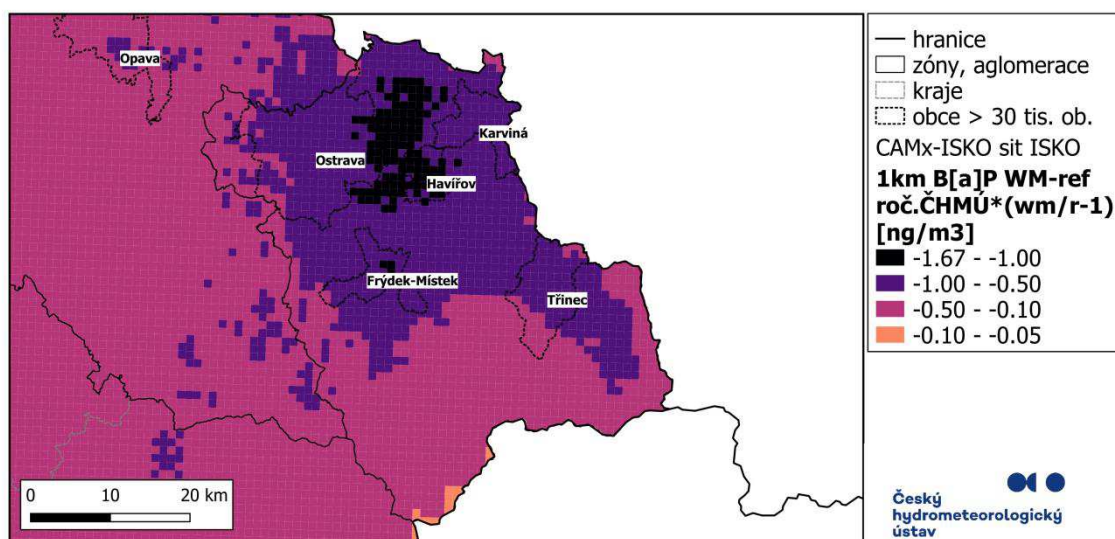 Opava
Karviná
Ostrava
Havířov
Frýdek-Místek
Třinec
0 10 20 km
hranice
zóny, aglomerace
kraje
obce > 30 tis. ob.
CAMx-ISKO sit ISKO
1km B[a]P WM-ref
roč.ČHMÚ*(wm/r-1)
[ng/m3]
-1.67 - -1.00
-1.00 - -0.50
-0.50 - -0.10
-0.10 - -0.05
Český
hydrometeorologický
ústav